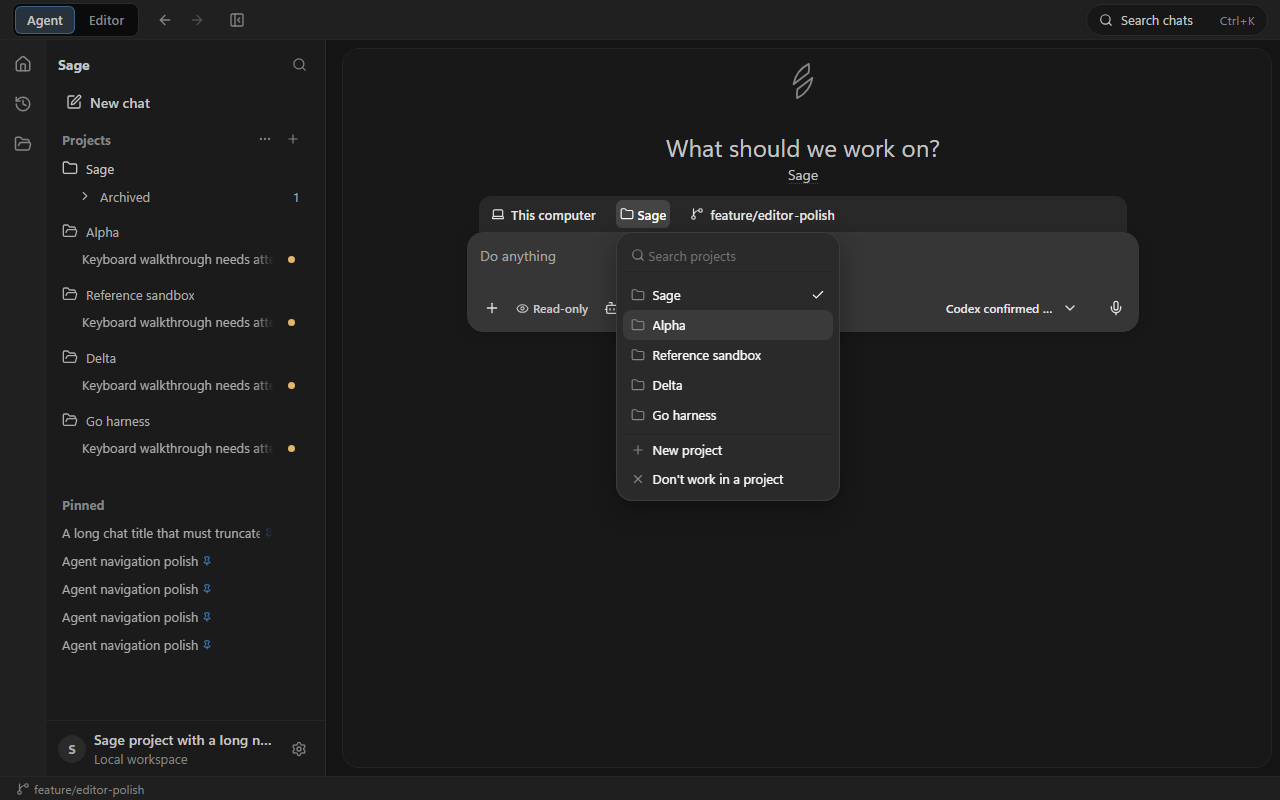 Agent
Editor
Search chats
Ctrl+K
Sage
New chat
Projects
Sage
Archived
1
Alpha
Keyboard walkthrough needs atte
Reference sandbox
Keyboard walkthrough needs atte
Delta
Keyboard walkthrough needs atte
Go harness
Keyboard walkthrough needs atte
Pinned
A long chat title that must truncate
Agent navigation polish
Agent navigation polish
Agent navigation polish
Agent navigation polish
S
Sage project with a long n...
Local workspace
feature/editor-polish
What should we work on?
Sage
This computer
Sage
feature/editor-polish
Do anything
Read-only
Codex confirmed ...
Search projects
Sage
Alpha
Reference sandbox
Delta
Go harness
New project
Don't work in a project